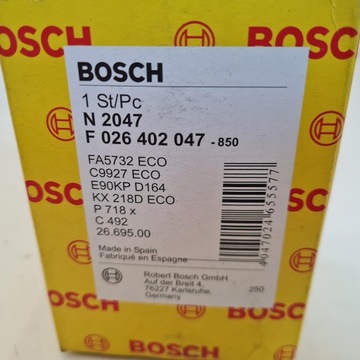 BOSCH
1 St/Pc
N 2047
F 026 402 047 - 850
FA5732 ECO
C9927 ECO
E90KP D164
KX 218D ECO
P 718 x
C 492
26.695.00
Made in Spain
Fabriqué en Espagne
4047024655577
BOSCH
Robert Bosch GmbH
Auf der Breit 4,
76227 Karlsruhe,
Germany
250
BOSCH